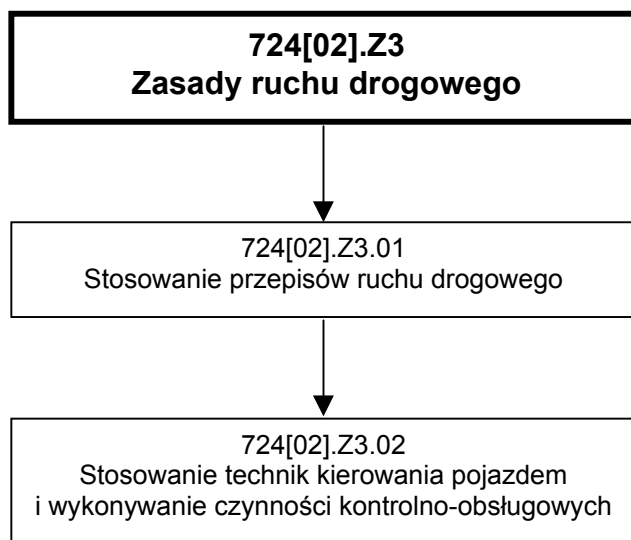 724[02].Z3
Zasady ruchu drogowego
724[02].Z3.01
Stosowanie przepisów ruchu drogowego
724[02].Z3.02
Stosowanie technik kierowania pojazdem
i wykonywanie czynności kontrolno-obsługowych